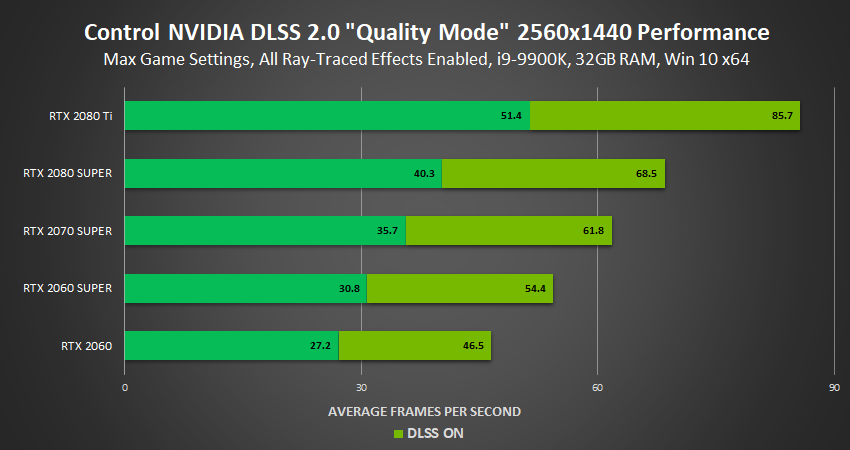 Control NVIDIA DLSS 2.0 "Quality Mode" 2560x1440 Performance
Max Game Settings, All Ray-Traced Effects Enabled, i9-9900K, 32GB RAM, Win 10 x64
RTX 2080 Ti 51.4 85.7
RTX 2080 SUPER 40.3 68.5
RTX 2070 SUPER 35.7 61.8
RTX 2060 SUPER 30.8 54.4
RTX 2060 27.2 46.5
0 30 60 90
AVERAGE FRAMES PER SECOND
DLSS ON